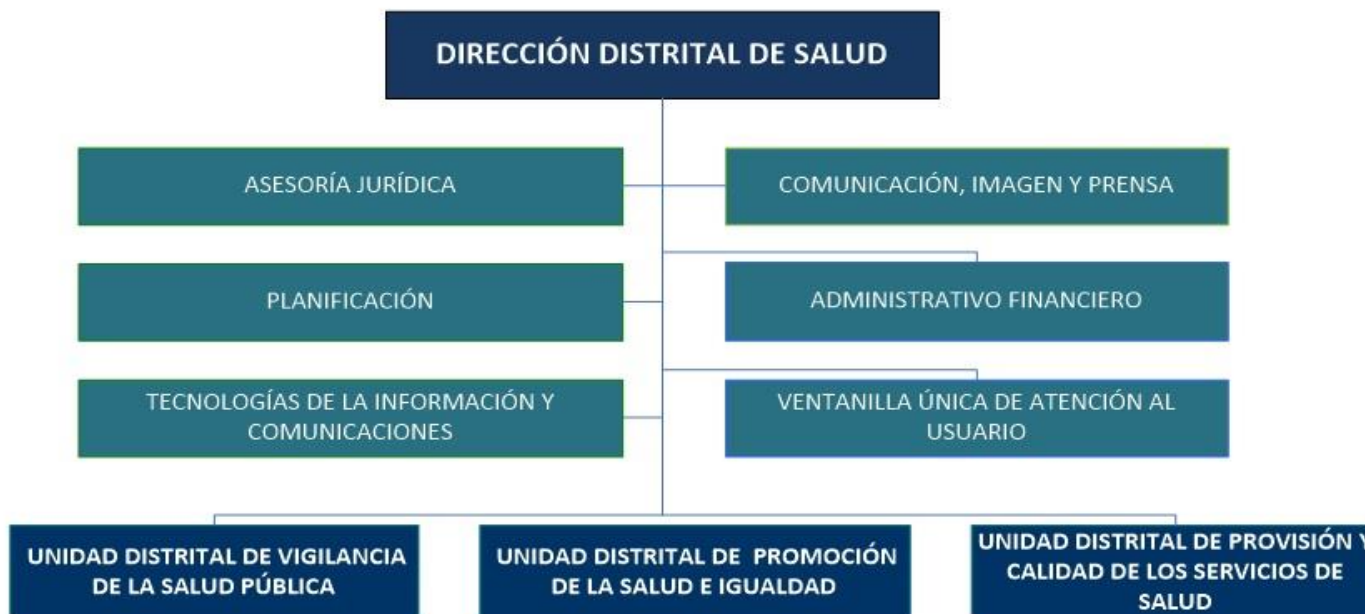 DIRECCIÓN DISTRITAL DE SALUD
ASESORÍA JURÍDICA
COMUNICACIÓN, IMAGEN Y PRENSA
PLANIFICACIÓN
ADMINISTRATIVO FINANCIERO
TECNOLOGÍAS DE LA INFORMACIÓN Y
COMUNICACIONES
VENTANILLA ÚNICA DE ATENCIÓN AL
USUARIO
UNIDAD DISTRITAL DE VIGILANCIA
DE LA SALUD PÚBLICA
UNIDAD DISTRITAL DE PROMOCIÓN
DE LA SALUD E IGUALDAD
UNIDAD DISTRITAL DE PROVISIÓN Y
CALIDAD DE LOS SERVICIOS DE
SALUD